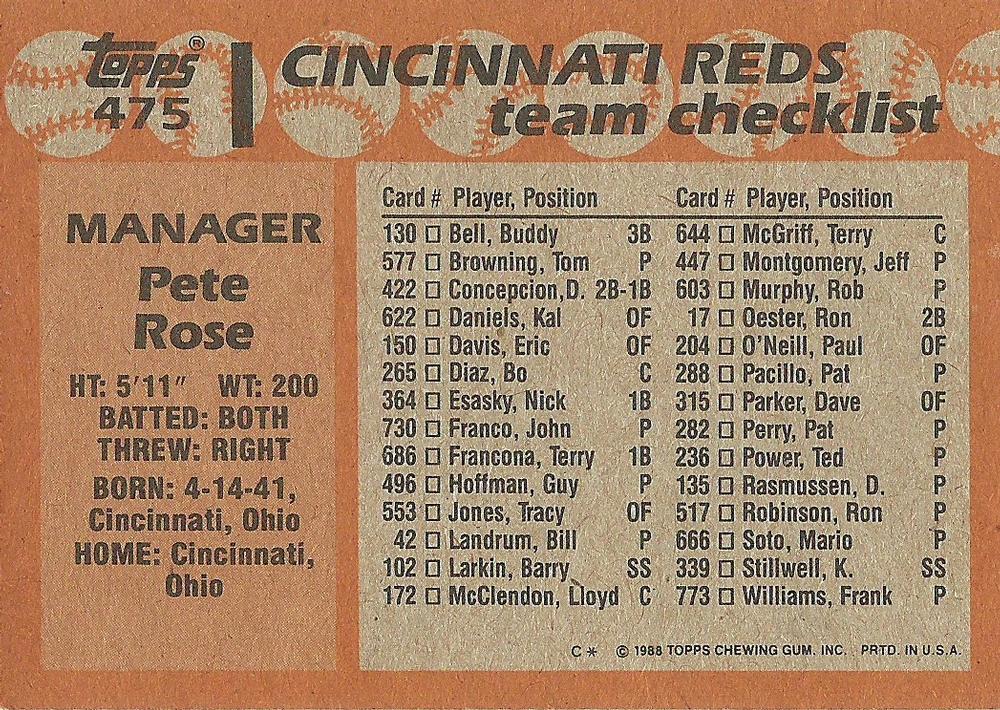 Topps®
475
CINCINNATI REDS
team checklist
MANAGER
Pete
Rose
HT: 5'11" WT: 200
BATTED: BOTH
THREW: RIGHT
BORN: 4-14-41,
Cincinnati, Ohio
HOME: Cincinnati,
Ohio
Card # Player, Position
130 □ Bell, Buddy 3B
577 □ Browning, Tom P
422 □ Concepcion,D. 2B-1B
622 □ Daniels, Kal OF
150 □ Davis, Eric OF
265 □ Diaz, Bo C
364 □ Esasky, Nick 1B
730 □ Franco, John P
686 □ Francona, Terry 1B
496 □ Hoffman, Guy P
553 □ Jones, Tracy OF
42 □ Landrum, Bill P
102 □ Larkin, Barry SS
172 □ McClendon, Lloyd C
Card # Player, Position
644 □ McGriff, Terry C
447 □ Montgomery, Jeff P
603 □ Murphy, Rob P
17 □ Oester, Ron 2B
204 □ O'Neill, Paul OF
288 □ Pacillo, Pat P
315 □ Parker, Dave OF
282 □ Perry, Pat P
236 □ Power, Ted P
135 □ Rasmussen, D. P
517 □ Robinson, Ron P
666 □ Soto, Mario P
339 □ Stillwell, K. SS
773 □ Williams, Frank P
C* © 1988 TOPPS CHEWING GUM, INC. PRTD. IN U.S.A.